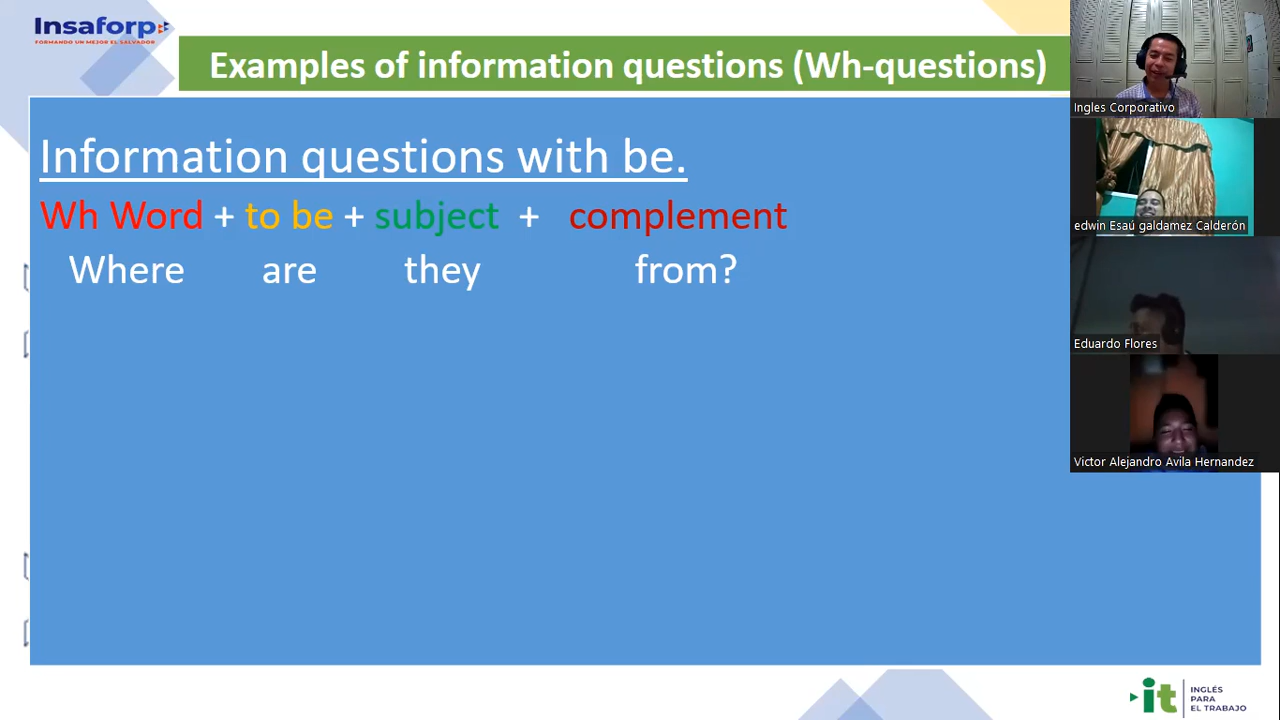 Insaforp
FORMANDO UN MEJOR EL SALVADOR
Examples of information questions (Wh-questions)
Information questions with be.
Wh Word + to be + subject + complement
Where are they from?
Ingles Corporativo
edwin Esaú galdamez Calderón
Eduardo Flores
Victor Alejandro Avila Hernandez
it
INGLÉS
PARA
EL TRABAJO